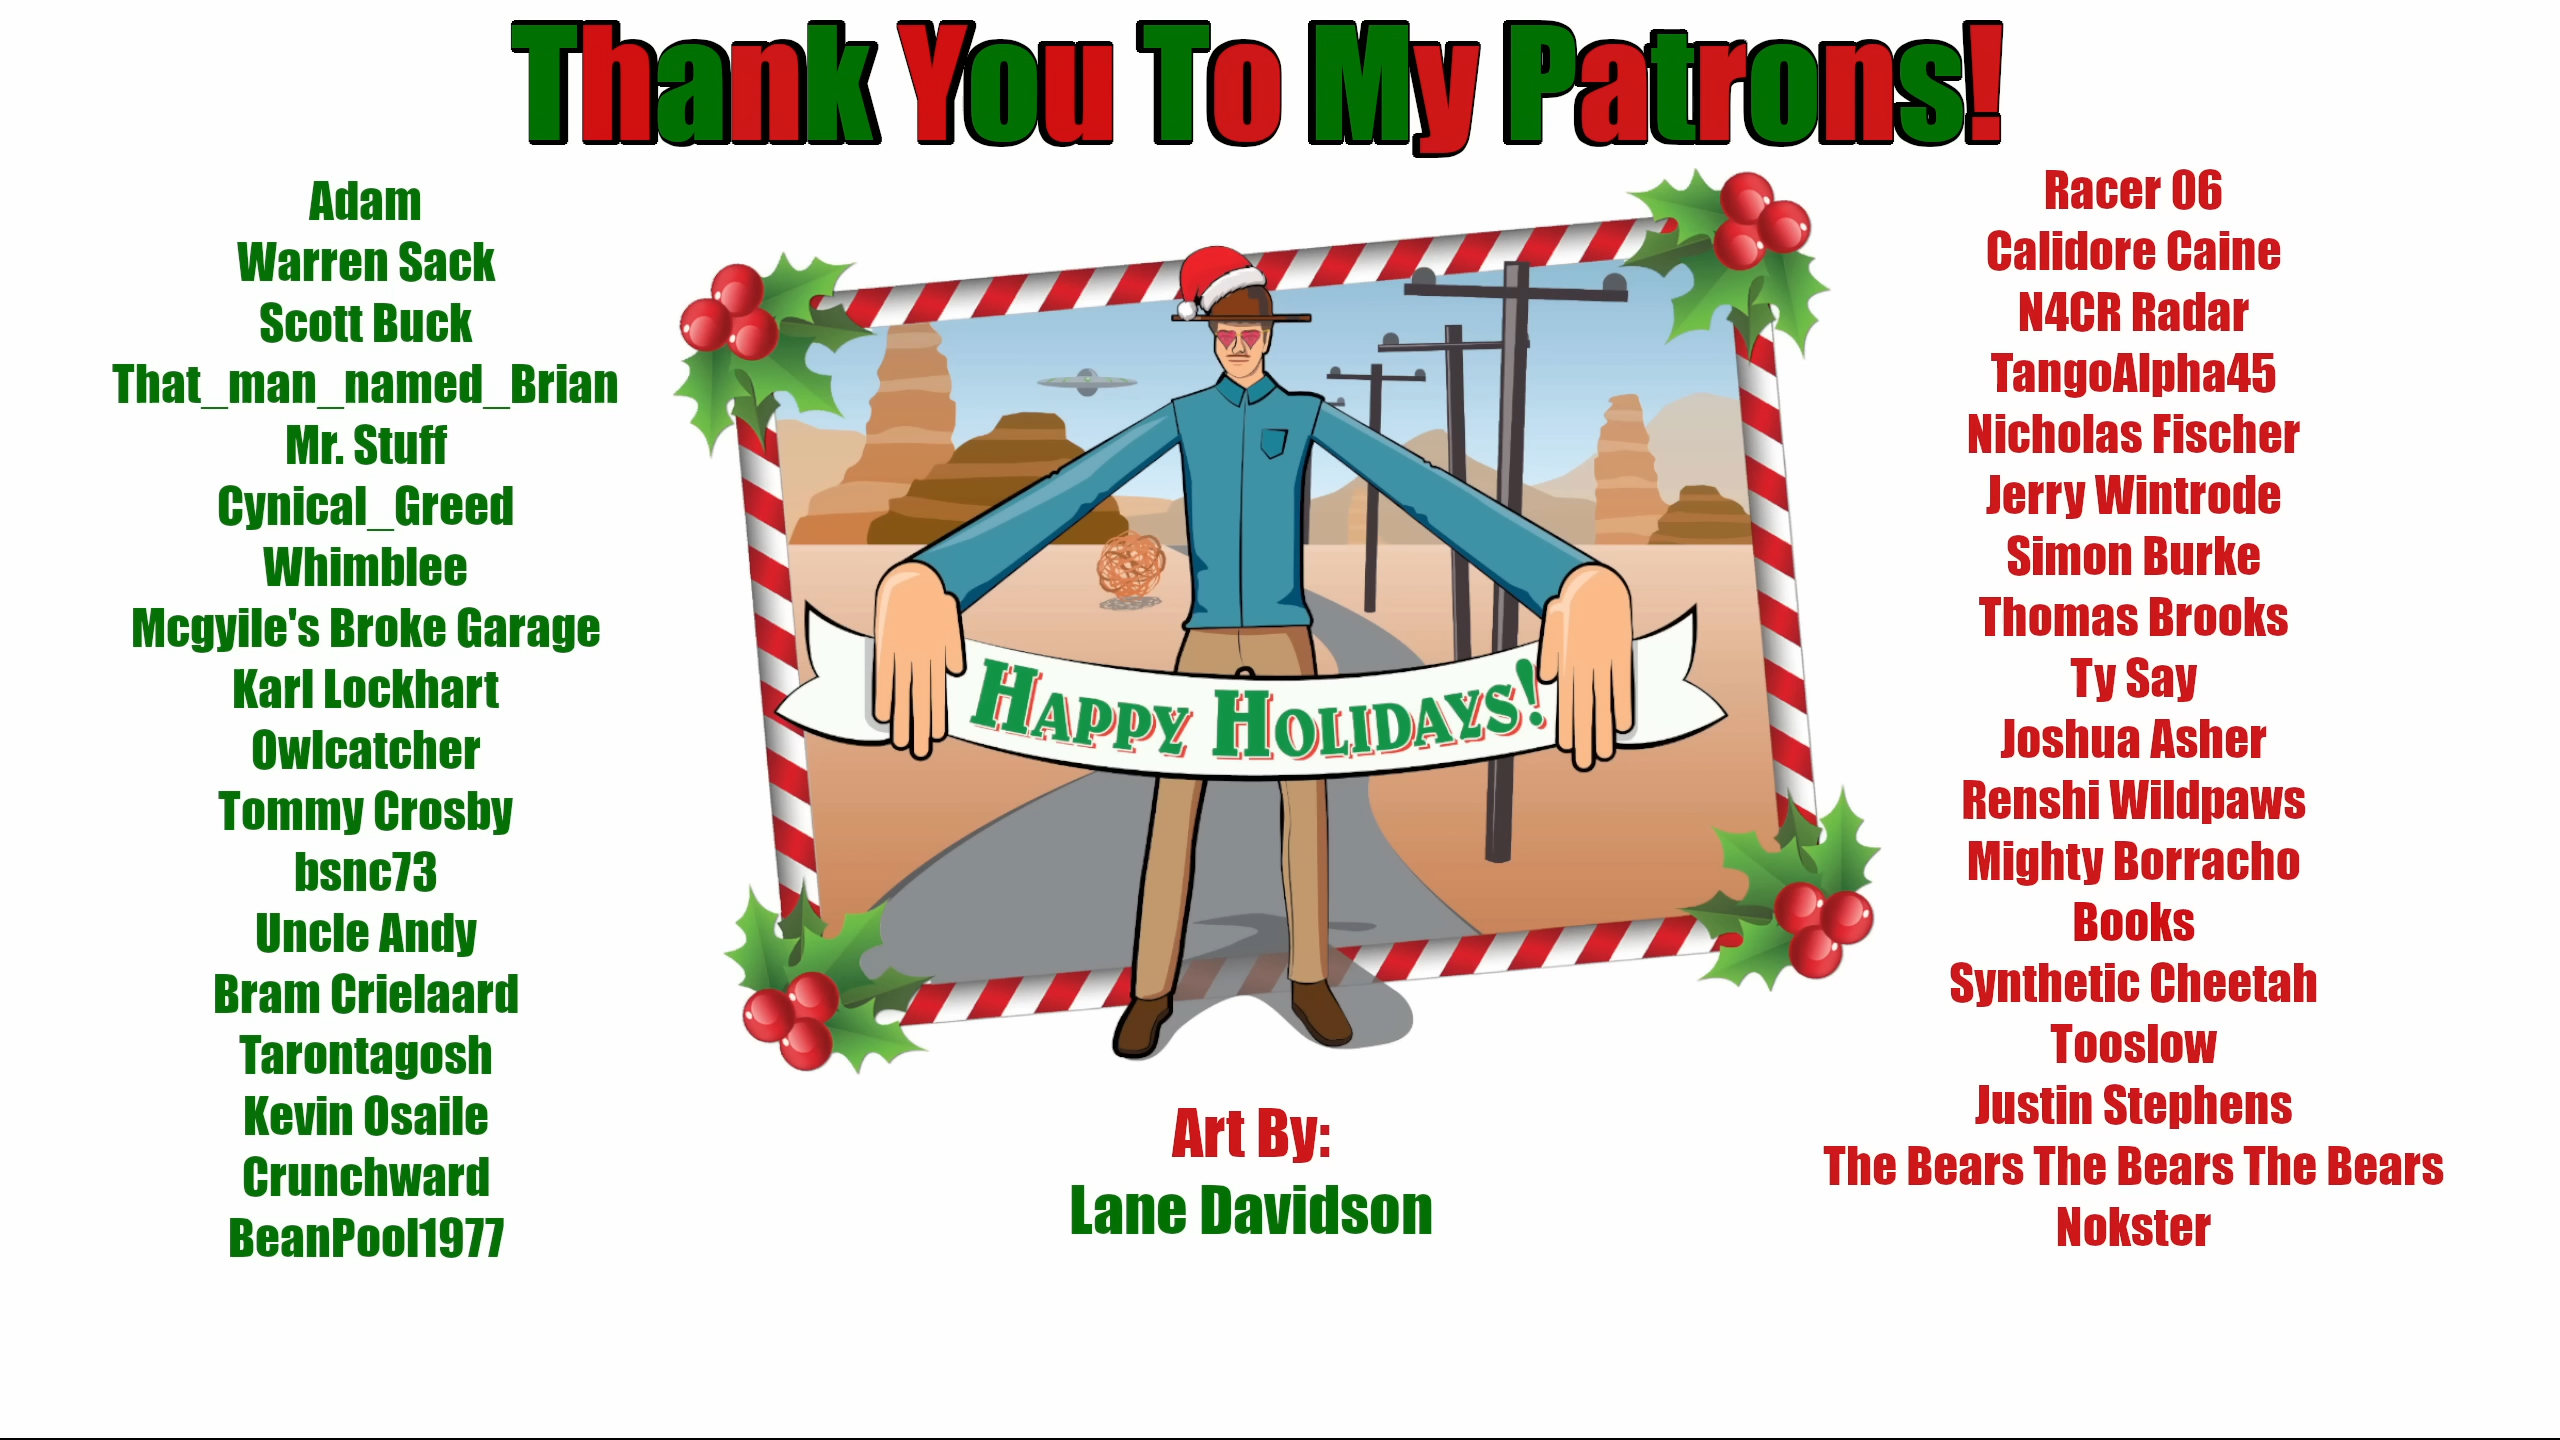 Thank You To My Patrons!
Adam
Warren Sack
Scott Buck
That_man_named_Brian
Mr. Stuff
Cynical_Greed
Whimblee
Mcgyile's Broke Garage
Karl Lockhart
Owlcatcher
Tommy Crosby
bsnc73
Uncle Andy
Bram Crielaard
Tarontagosh
Kevin Osaile
Crunchward
BeanPool1977
HAPPY HOLIDAYS!
Art By:
Lane Davidson
Racer 06
Calidore Caine
N4CR Radar
TangoAlpha45
Nicholas Fischer
Jerry Wintrode
Simon Burke
Thomas Brooks
Ty Say
Joshua Asher
Renshi Wildpaws
Mighty Borracho
Books
Synthetic Cheetah
Tooslow
Justin Stephens
The Bears The Bears The Bears
Nokster